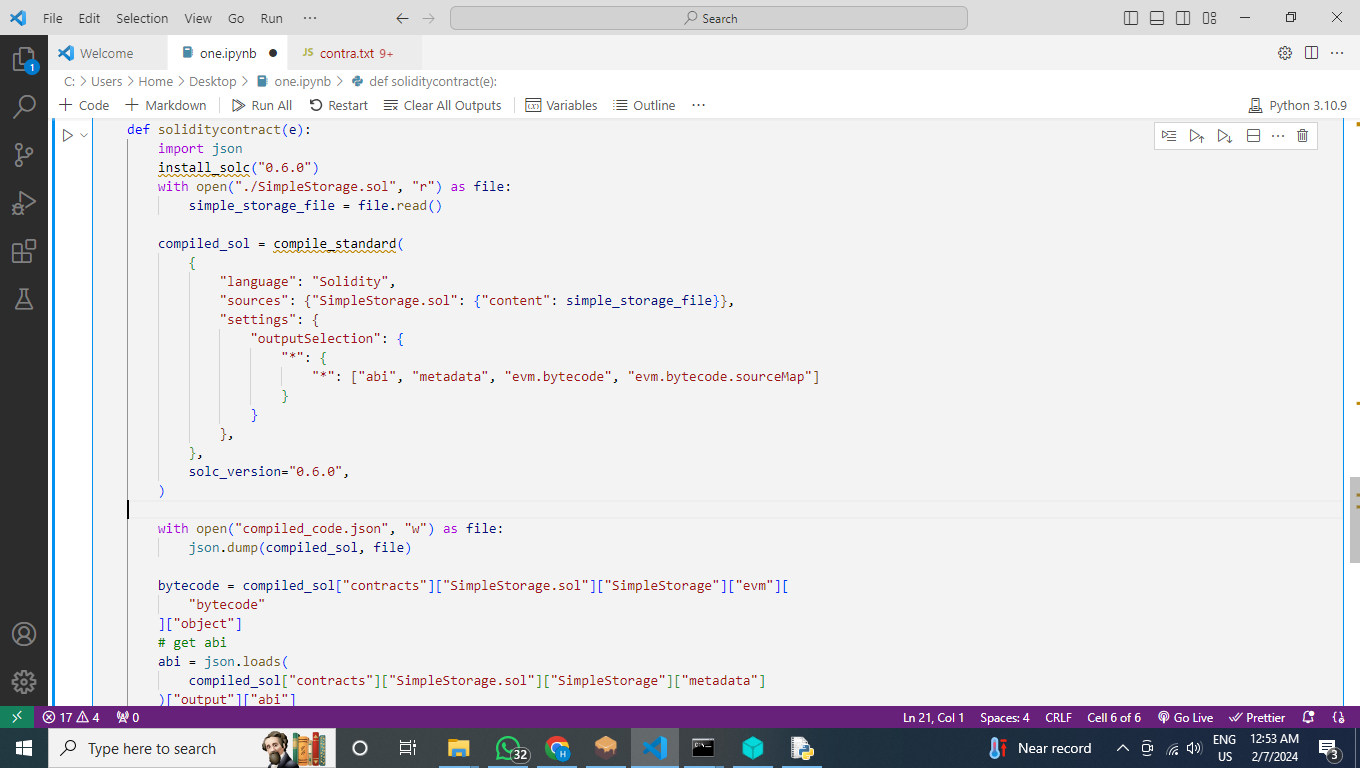 File Edit Selection View Go Run ··· Search
Welcome one.ipynb JS contra.txt 9+
C: > Users > Home > Desktop > one.ipynb > def soliditycontract(e):
Code Markdown Run All Restart Clear All Outputs Variables Outline ··· Python 3.10.9
1
def soliditycontract(e):
import json
install_solc("0.6.0")
with open("./SimpleStorage.sol", "r") as file:
simple_storage_file = file.read()
compiled_sol = compile_standard(
{
"language": "Solidity",
"sources": {"SimpleStorage.sol": {"content": simple_storage_file}},
"settings": {
"outputSelection": {
"*": {
"*": ["abi", "metadata", "evm.bytecode", "evm.bytecode.sourceMap"]
}
}
},
},
solc_version="0.6.0",
)
with open("compiled_code.json", "w") as file:
json.dump(compiled_sol, file)
bytecode = compiled_sol["contracts"]["SimpleStorage.sol"]["SimpleStorage"]["evm"][
"bytecode"
]["object"]
# get abi
abi = json.loads(
compiled_sol["contracts"]["SimpleStorage.sol"]["SimpleStorage"]["metadata"]
)["output"]["abi"]
17 4 0 Ln 21, Col 1 Spaces: 4 CRLF Cell 6 of 6 Go Live Prettier
Type here to search 32 H Near record ENG 12:53 AM
US 2/7/2024 3